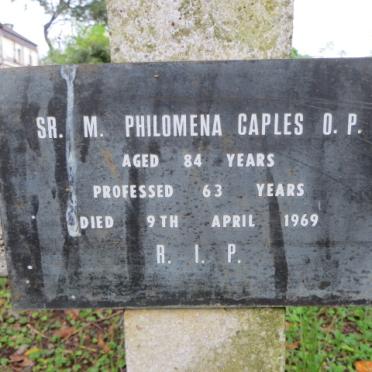 SR. M. PHILOMENA CAPLES O.P.
AGED 84 YEARS
PROFESSED 63 YEARS
DIED 9TH APRIL 1969
R. I. P.